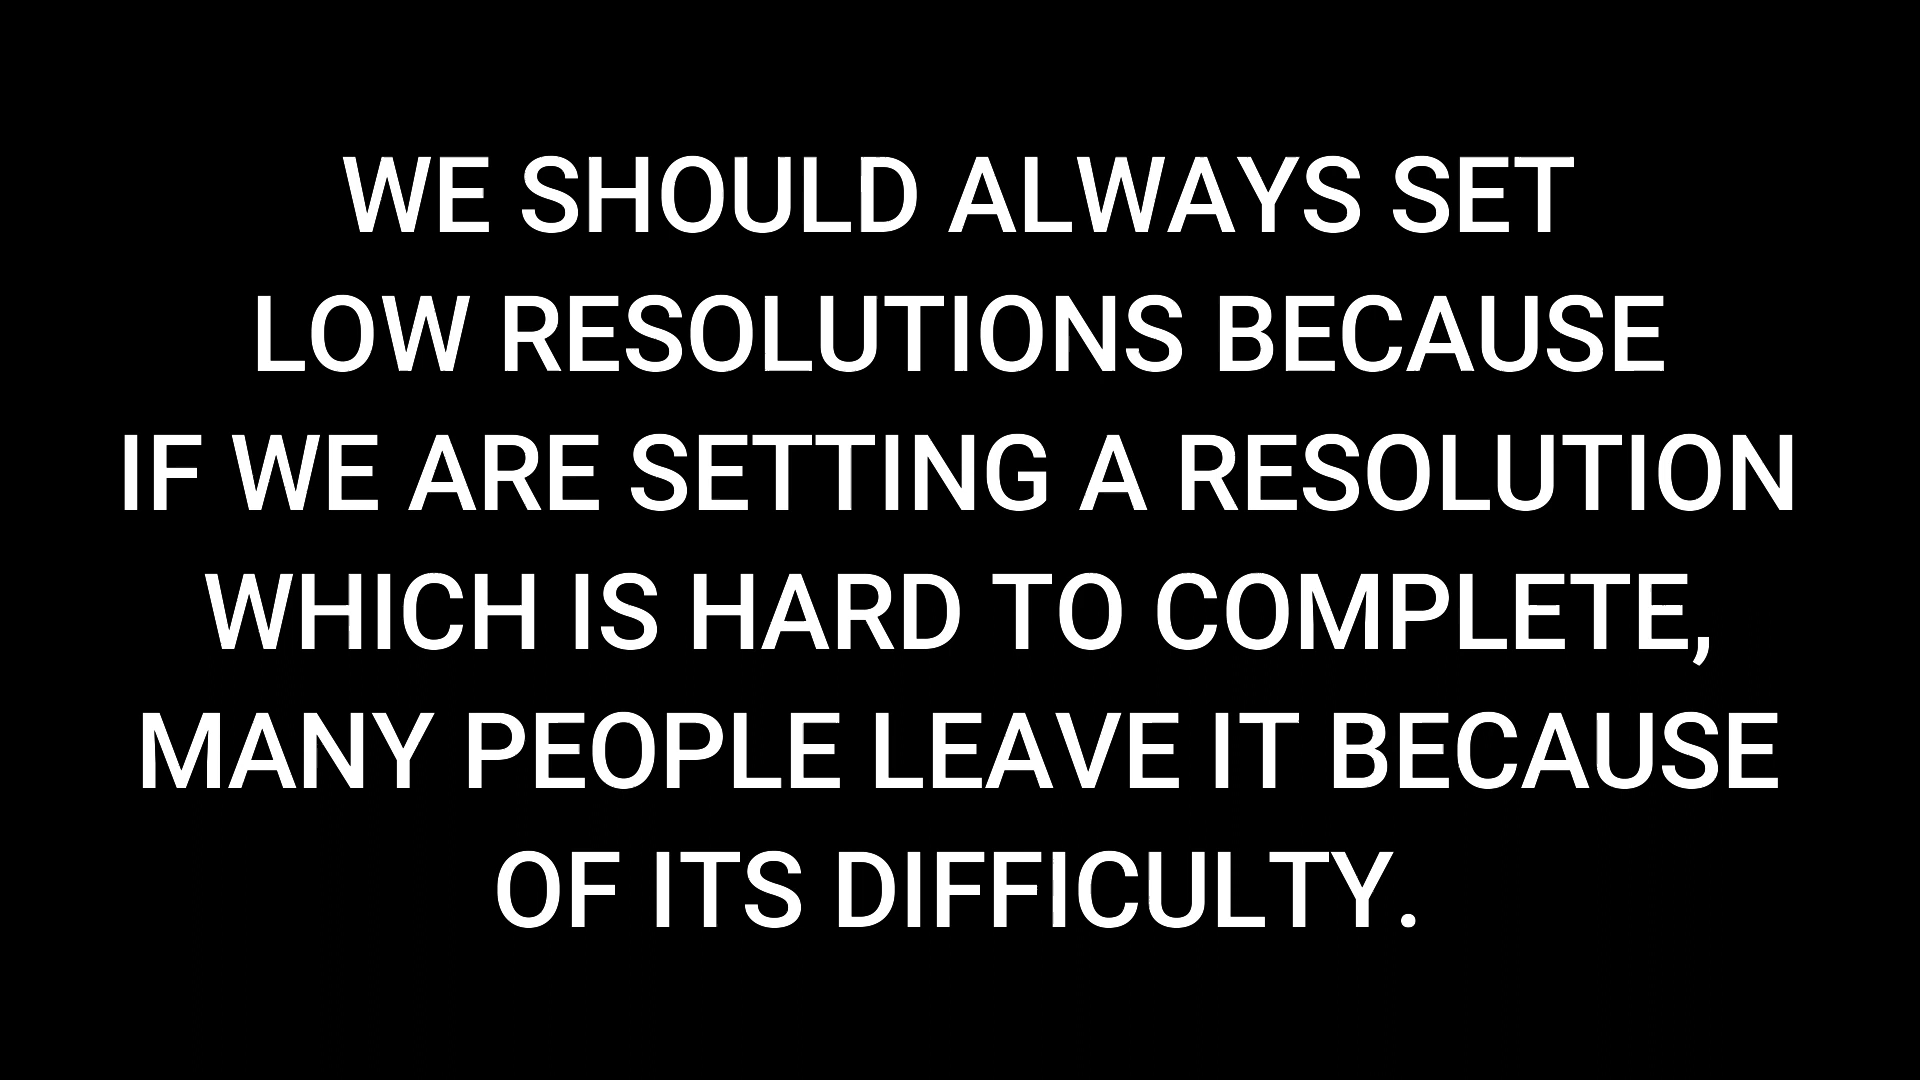 WE SHOULD ALWAYS SET
LOW RESOLUTIONS BECAUSE
IF WE ARE SETTING A RESOLUTION
WHICH IS HARD TO COMPLETE,
MANY PEOPLE LEAVE IT BECAUSE
OF ITS DIFFICULTY.